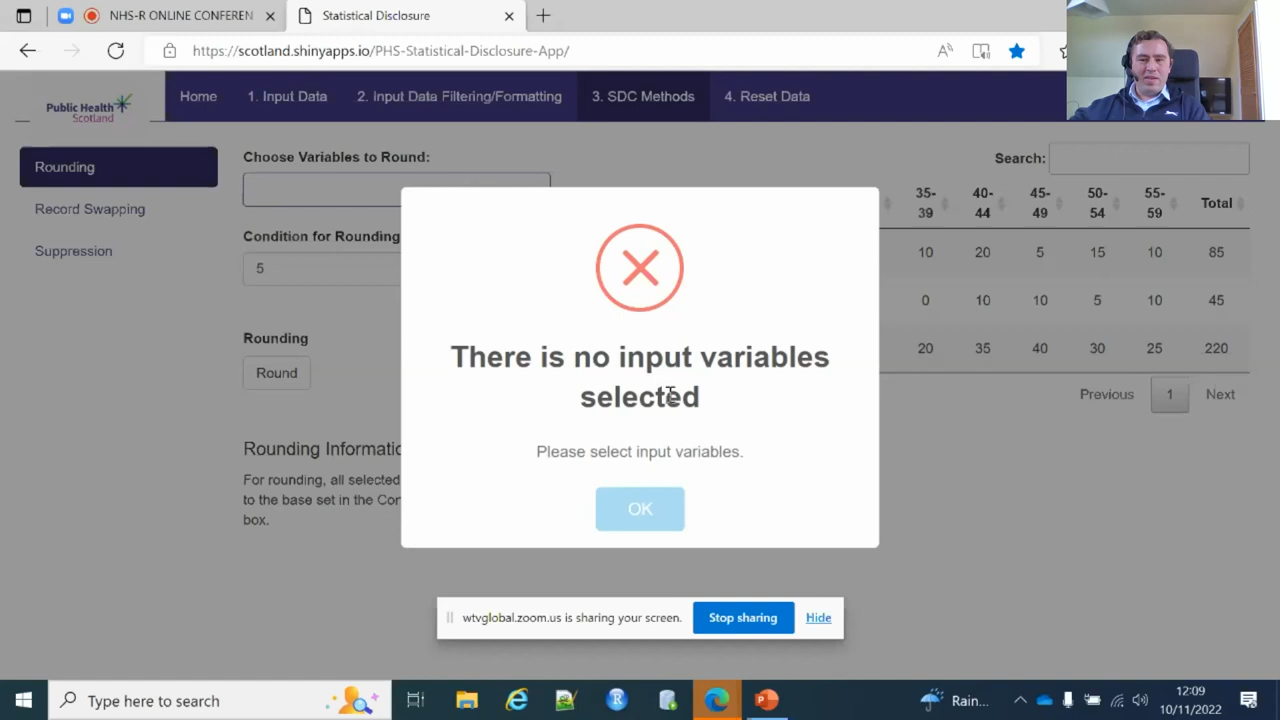 NHS-R ONLINE CONFEREN
Statistical Disclosure
https://scotland.shinyapps.io/PHS-Statistical-Disclosure-App/
Public Health
Scotland
Home
1. Input Data
2. Input Data Filtering/Formatting
3. SDC Methods
4. Reset Data
Rounding
Record Swapping
Suppression
Choose Variables to Round:
Condition for Rounding
5
Rounding
Round
Rounding Informatio
For rounding, all selected
to the base set in the Con
box.
Search:
35-
39
40-
44
45-
49
50-
54
55-
59
Total
10 20 5 15 10 85
0 10 10 5 10 45
20 35 40 30 25 220
Previous 1 Next
There is no input variables
selected
Please select input variables.
OK
wtvglobal.zoom.us is sharing your screen.
Stop sharing
Hide
Type here to search
Rain...
12:09
10/11/2022